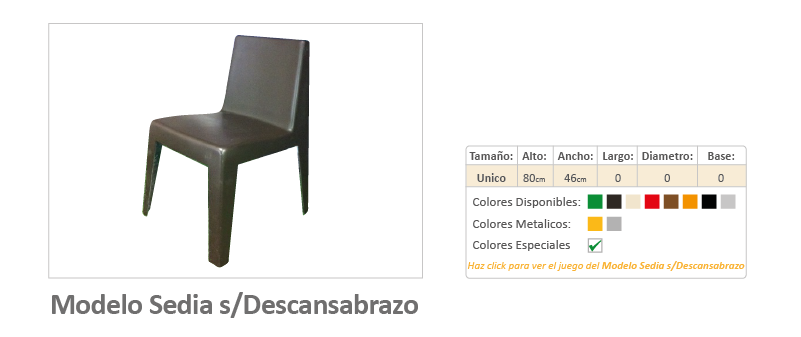 Tamaño: Alto: Ancho: Largo: Diametro: Base:
Unico 80cm 46cm 0 0 0
Colores Disponibles:
Colores Metalicos:
Colores Especiales
Haz click para ver el juego del Modelo Sedia s/Descansabrazo
Modelo Sedia s/Descansabrazo